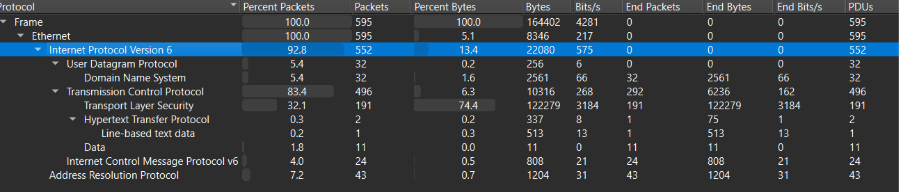 Protocol Percent Packets Packets Percent Bytes Bytes Bits/s End Packets End Bytes End Bits/s PDUs
Frame 100.0 595 100.0 164402 4281 0 0 0 595
Ethernet 100.0 595 5.1 8346 217 0 0 0 595
Internet Protocol Version 6 92.8 552 13.4 22080 575 0 0 0 552
User Datagram Protocol 5.4 32 0.2 256 6 0 0 0 32
Domain Name System 5.4 32 1.6 2561 66 32 2561 66 32
Transmission Control Protocol 83.4 496 6.3 10316 268 292 6236 162 496
Transport Layer Security 32.1 191 74.4 122279 3184 191 122279 3184 191
Hypertext Transfer Protocol 0.3 2 0.2 337 8 1 75 1 2
Line-based text data 0.2 1 0.3 513 13 1 513 13 1
Data 1.8 11 0.0 11 0 11 11 0 11
Internet Control Message Protocol v6 4.0 24 0.5 808 21 24 808 21 24
Address Resolution Protocol 7.2 43 0.7 1204 31 43 1204 31 43